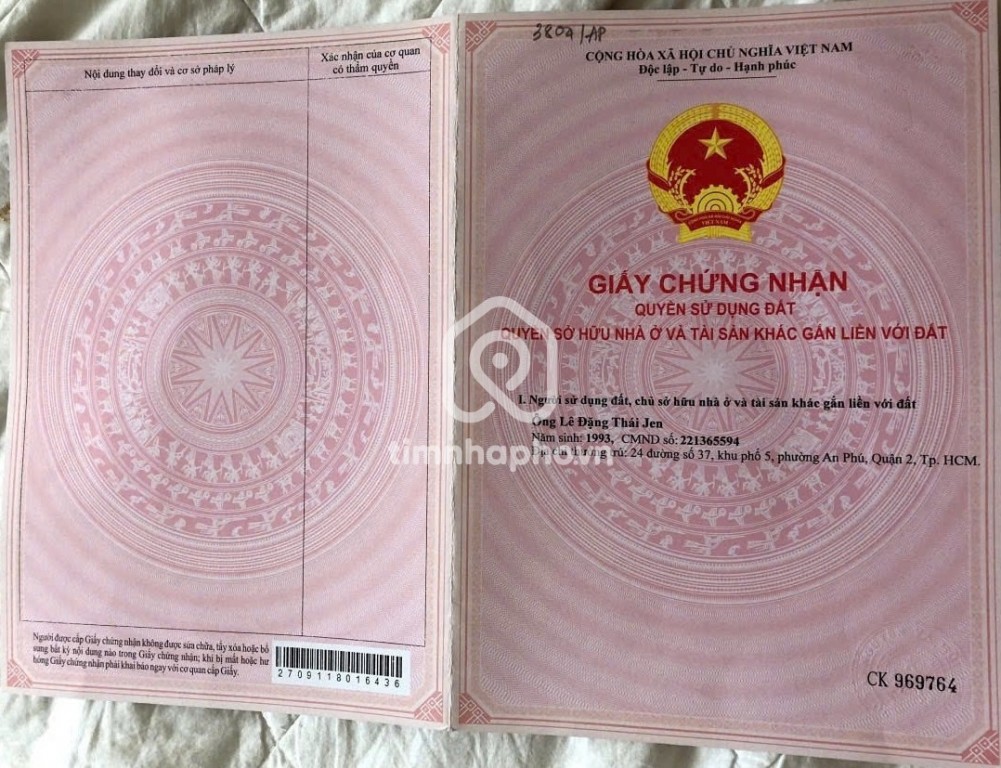 Nội dung thay đổi và cơ sở pháp lý
Xác nhận của cơ quan
có thẩm quyền
Người được cấp Giấy chứng nhận không được sửa chữa, tẩy xóa hoặc bổ
sung bất kỳ nội dung nào trong Giấy chứng nhận; khi bị mất hoặc hư
hỏng Giấy chứng nhận phải khai báo ngay với cơ quan cấp Giấy.
2709118016436
CỘNG HÒA XÃ HỘI CHỦ NGHĨA VIỆT NAM
Độc lập - Tự do - Hạnh phúc
VIỆT NAM
GIẤY CHỨNG NHẬN
QUYỀN SỬ DỤNG ĐẤT
QUYỀN SỞ HỮU NHÀ Ở VÀ TÀI SẢN KHÁC GẮN LIỀN VỚI ĐẤT
I. Người sử dụng đất, chủ sở hữu nhà ở và tài sản khác gắn liền với đất
Ông Lê Đặng Thái Jen
Năm sinh: 1993, CMND số: 221365594
Địa chỉ thường trú: 24 đường số 37, khu phố 5, phường An Phú, Quận 2, Tp. HCM.
CK 969764
timnhapho.vn